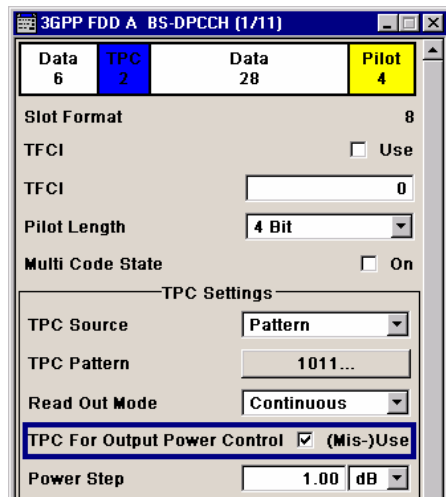 3GPP FDD A BS-DPCCH (1/11)
Data TPC Data Pilot
6 2 28 4
Slot Format 8
TFCI Use
TFCI 0
Pilot Length 4 Bit
Multi Code State On
TPC Settings
TPC Source Pattern
TPC Pattern 1011...
Read Out Mode Continuous
TPC For Output Power Control (Mis-)Use
Power Step 1.00 dB